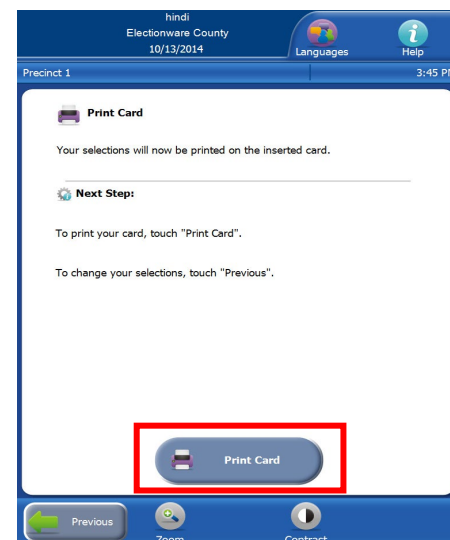 hindi
Electionware County
10/13/2014
Languages
Help
Precinct 1
3:45 P
Print Card
Your selections will now be printed on the inserted card.
Next Step:
To print your card, touch "Print Card".
To change your selections, touch "Previous".
Print Card
Previous
Zoom
Contrast